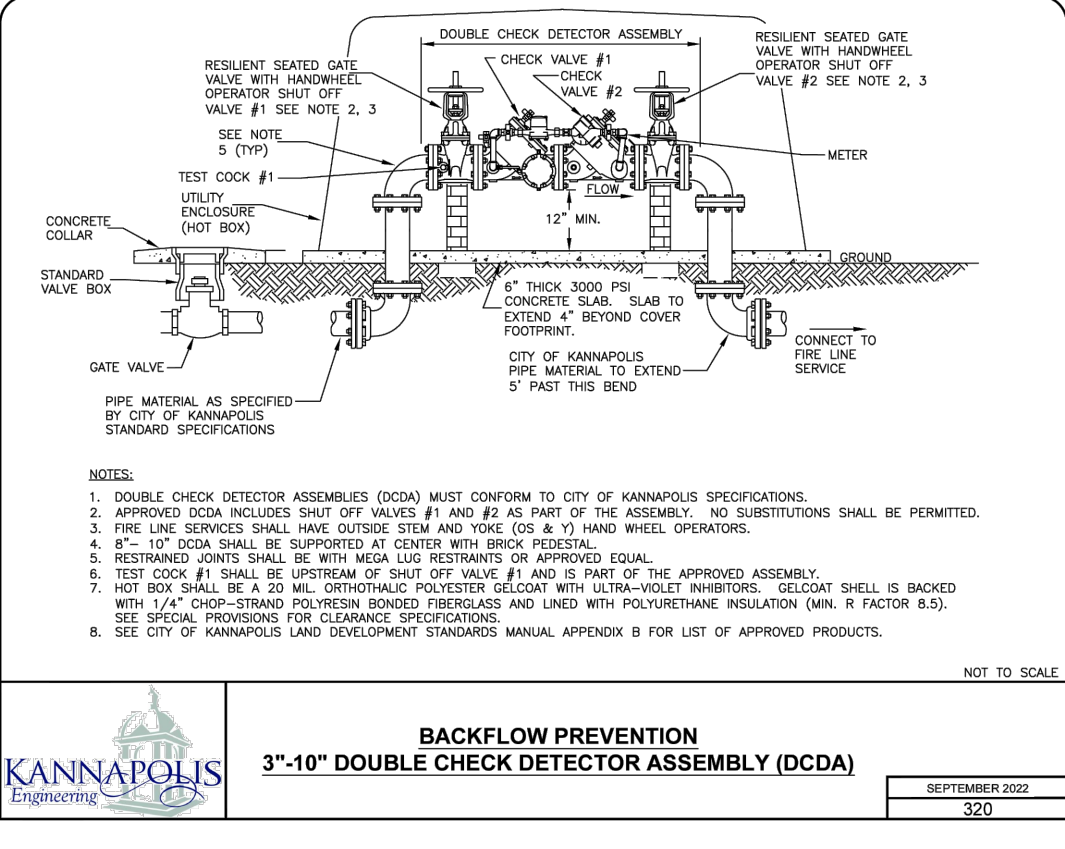 DOUBLE CHECK DETECTOR ASSEMBLY
RESILIENT SEATED GATE
VALVE WITH HANDWHEEL
OPERATOR SHUT OFF
VALVE #1 SEE NOTE 2, 3
CHECK VALVE #1
CHECK
VALVE #2
RESILIENT SEATED GATE
VALVE WITH HANDWHEEL
OPERATOR SHUT OFF
VALVE #2 SEE NOTE 2, 3
SEE NOTE
5 (TYP)
METER
TEST COCK #1
UTILITY
ENCLOSURE
(HOT BOX)
FLOW
12" MIN.
CONCRETE
COLLAR
GROUND
STANDARD
VALVE BOX
6" THICK 3000 PSI
CONCRETE SLAB. SLAB TO
EXTEND 4" BEYOND COVER
FOOTPRINT.
CONNECT TO
FIRE LINE
SERVICE
GATE VALVE
CITY OF KANNAPOLIS
PIPE MATERIAL TO EXTEND
5' PAST THIS BEND
PIPE MATERIAL AS SPECIFIED
BY CITY OF KANNAPOLIS
STANDARD SPECIFICATIONS
NOTES:
1. DOUBLE CHECK DETECTOR ASSEMBLIES (DCDA) MUST CONFORM TO CITY OF KANNAPOLIS SPECIFICATIONS.
2. APPROVED DCDA INCLUDES SHUT OFF VALVES #1 AND #2 AS PART OF THE ASSEMBLY. NO SUBSTITUTIONS SHALL BE PERMITTED.
3. FIRE LINE SERVICES SHALL HAVE OUTSIDE STEM AND YOKE (OS & Y) HAND WHEEL OPERATORS.
4. 8"- 10" DCDA SHALL BE SUPPORTED AT CENTER WITH BRICK PEDESTAL.
5. RESTRAINED JOINTS SHALL BE WITH MEGA LUG RESTRAINTS OR APPROVED EQUAL.
6. TEST COCK #1 SHALL BE UPSTREAM OF SHUT OFF VALVE #1 AND IS PART OF THE APPROVED ASSEMBLY.
7. HOT BOX SHALL BE A 20 MIL. ORTHOTHALIC POLYESTER GELCOAT WITH ULTRA-VIOLET INHIBITORS. GELCOAT SHELL IS BACKED
WITH 1/4" CHOP-STRAND POLYRESIN BONDED FIBERGLASS AND LINED WITH POLYURETHANE INSULATION (MIN. R FACTOR 8.5).
SEE SPECIAL PROVISIONS FOR CLEARANCE SPECIFICATIONS.
8. SEE CITY OF KANNAPOLIS LAND DEVELOPMENT STANDARDS MANUAL APPENDIX B FOR LIST OF APPROVED PRODUCTS.
NOT TO SCALE
KANNAPOLIS
Engineering
BACKFLOW PREVENTION
3"-10" DOUBLE CHECK DETECTOR ASSEMBLY (DCDA)
SEPTEMBER 2022
320